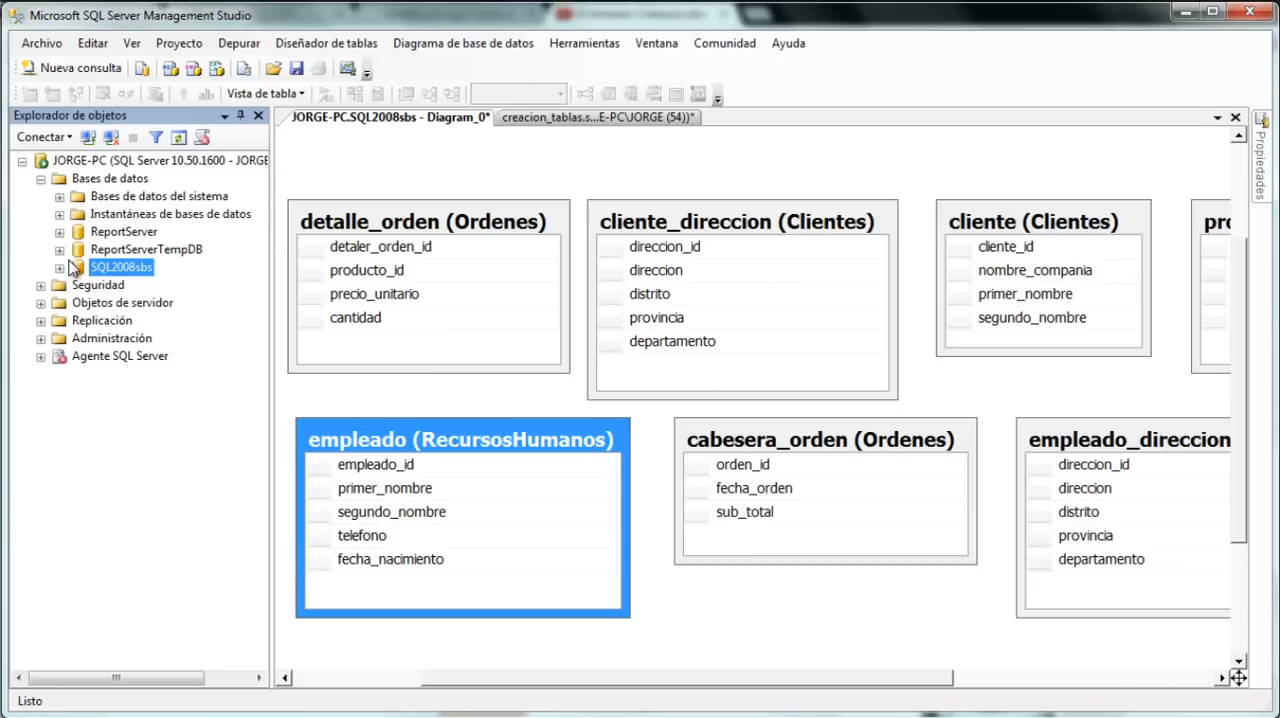 Microsoft SQL Server Management Studio
Archivo Editar Ver Proyecto Depurar Diseñador de tablas Diagrama de base de datos Herramientas Ventana Comunidad Ayuda
Nueva consulta
Vista de tabla
Explorador de objetos
Conectar
JORGE-PC (SQL Server 10.50.1600 - JORGE
Bases de datos
Bases de datos del sistema
Instantáneas de bases de datos
ReportServer
ReportServerTempDB
SQL2008sbs
Seguridad
Objetos de servidor
Replicación
Administración
Agente SQL Server
JORGE-PC.SQL2008sbs - Diagram_0* creacion_tablas.s...E-PC\JORGE (54))*
detalle_orden (Ordenes)
detaler_orden_id
producto_id
precio_unitario
cantidad
cliente_direccion (Clientes)
direccion_id
direccion
distrito
provincia
departamento
cliente (Clientes)
cliente_id
nombre_compania
primer_nombre
segundo_nombre
pro
empleado (RecursosHumanos)
empleado_id
primer_nombre
segundo_nombre
telefono
fecha_nacimiento
cabesera_orden (Ordenes)
orden_id
fecha_orden
sub_total
empleado_direccion
direccion_id
direccion
distrito
provincia
departamento
Propiedades
Listo